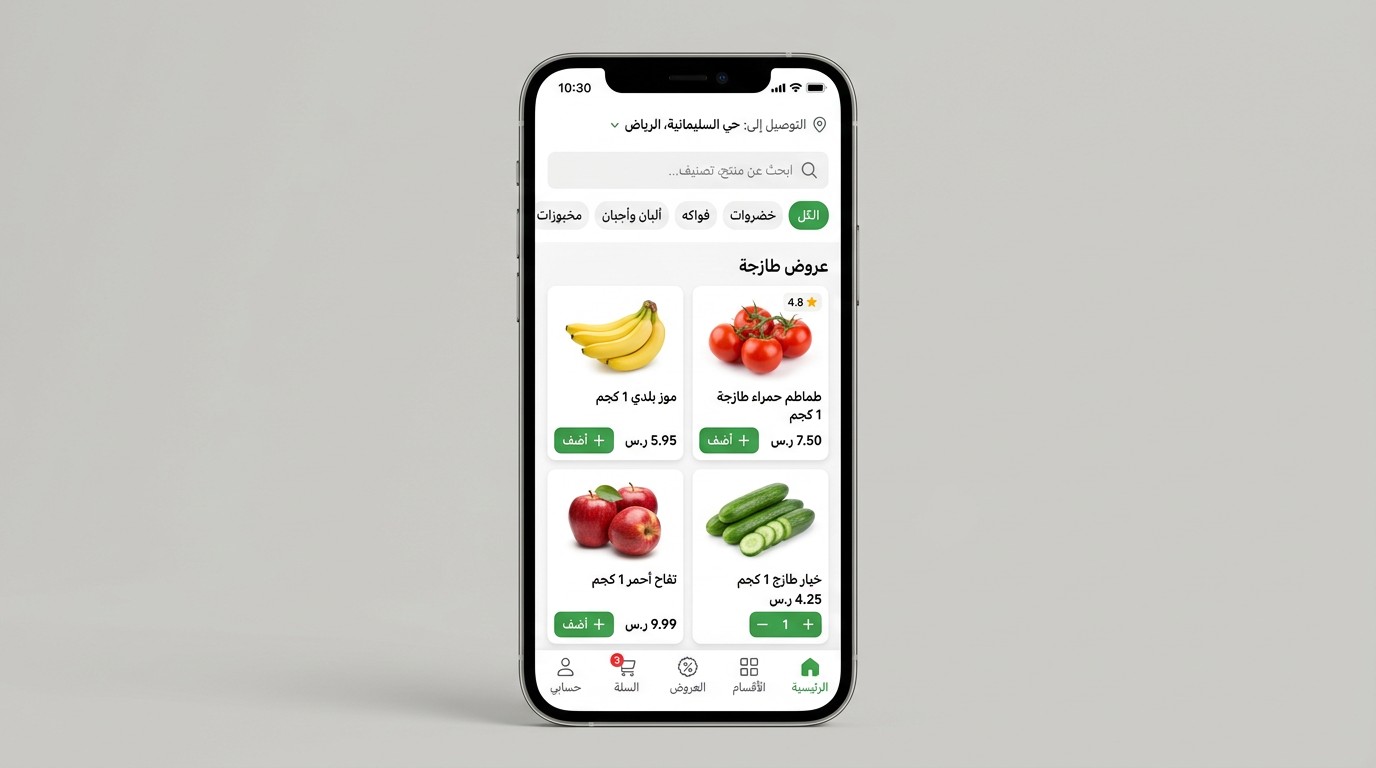 10:30
التوصيل إلى: حي السليمانية، الرياض
ابحث عن منتج، تصنيف...
الكل
خضروات
فواكه
ألبان وأجبان
مخبوزات
عروض طازجة
4.8
طماطم حمراء طازجة
1 كجم
7.50 ر.س
أضف
موز بلدي 1 كجم
5.95 ر.س
أضف
خيار طازج 1 كجم
4.25 ر.س
+ 1 −
تفاح أحمر 1 كجم
9.99 ر.س
أضف
الرئيسية
الأقسام
العروض
3
السلة
حسابي